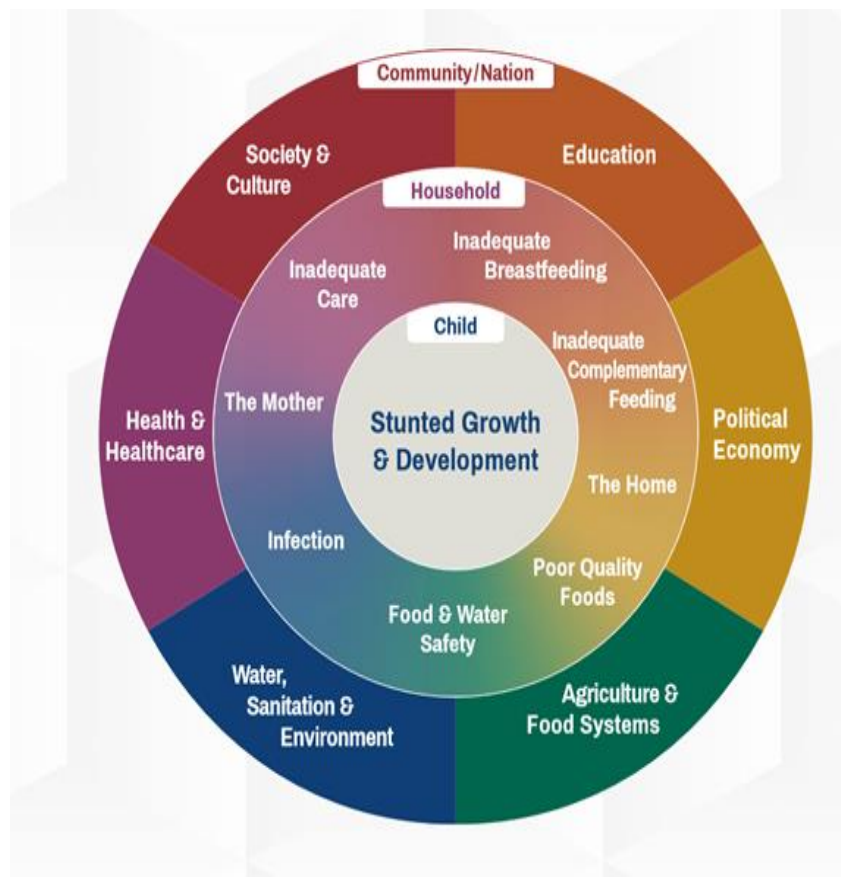 Community/Nation
Society &
Culture
Education
Household
Inadequate
Breastfeeding
Inadequate
Care
Child
Inadequate
Complementary
Feeding
The Mother
Stunted Growth
& Development
Health &
Healthcare
Political
Economy
The Home
Infection
Poor Quality
Foods
Food & Water
Safety
Water,
Sanitation &
Environment
Agriculture &
Food Systems